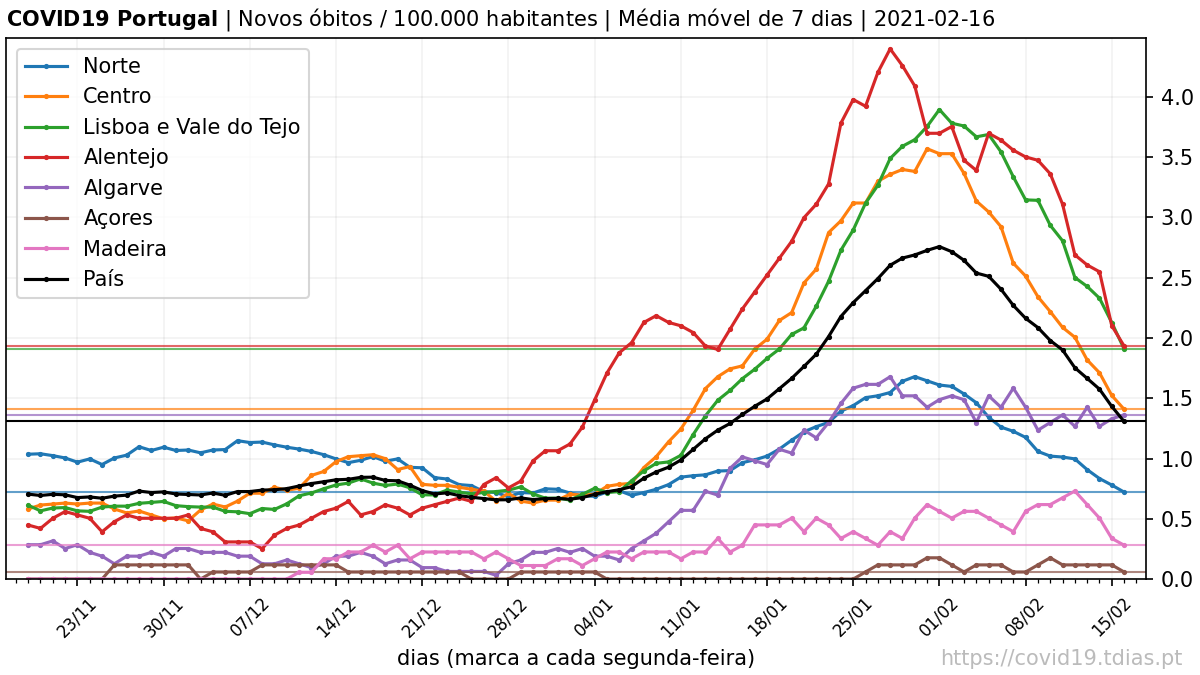 COVID19 Portugal | Novos óbitos / 100.000 habitantes | Média móvel de 7 dias | 2021-02-16
Norte
Centro
Lisboa e Vale do Tejo
Alentejo
Algarve
Açores
Madeira
País
4.0
3.5
3.0
2.5
2.0
1.5
1.0
0.5
0.0
23/11 30/11 07/12 14/12 21/12 28/12 04/01 11/01 18/01 25/01 01/02 08/02 15/02
dias (marca a cada segunda-feira)
https://covid19.tdias.pt